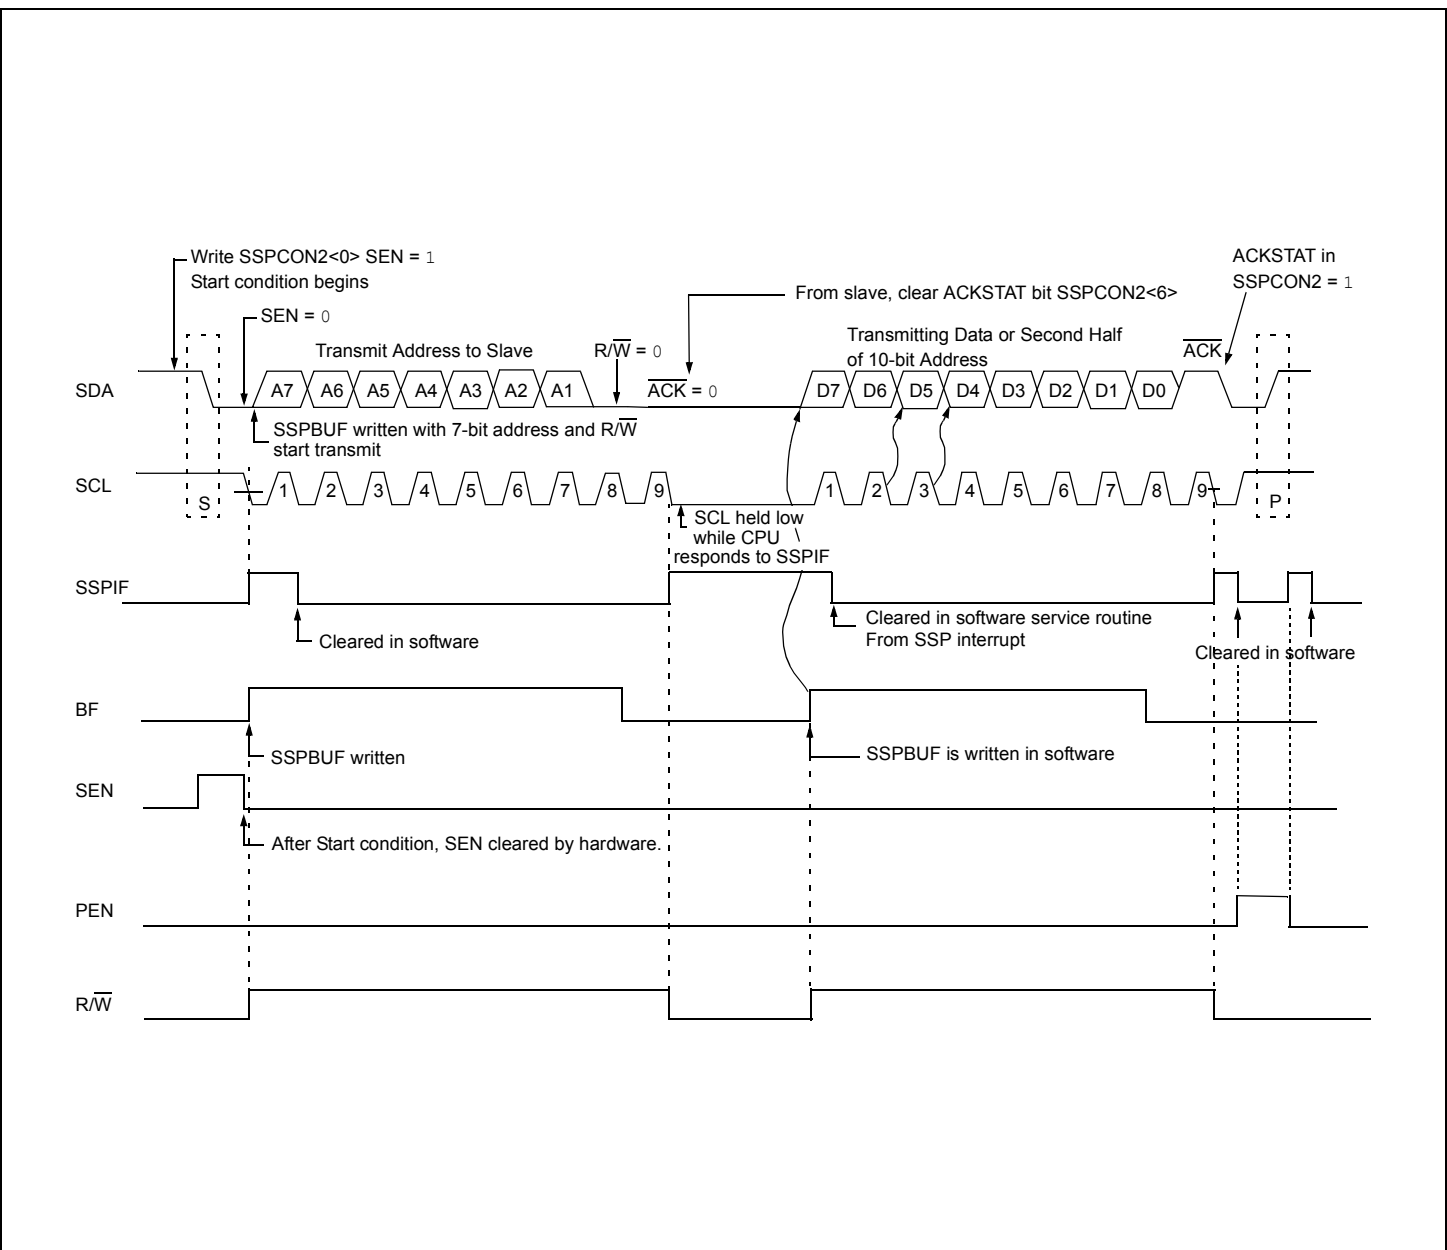 Write SSPCON2<0> SEN = 1
Start condition begins
ACKSTAT in
SSPCON2 = 1
From slave, clear ACKSTAT bit SSPCON2<6>
SEN = 0
Transmit Address to Slave
R/W̅ = 0
Transmitting Data or Second Half
of 10-bit Address
A̅C̅K̅
SDA
A7 A6 A5 A4 A3 A2 A1
A̅C̅K̅ = 0
D7 D6 D5 D4 D3 D2 D1 D0
SSPBUF written with 7-bit address and R/W̅
start transmit
SCL
S
1 2 3 4 5 6 7 8 9
1 2 3 4 5 6 7 8 9
P
SCL held low
while CPU
responds to SSPIF
SSPIF
Cleared in software
Cleared in software service routine
From SSP interrupt
Cleared in software
BF
SSPBUF written
SSPBUF is written in software
SEN
After Start condition, SEN cleared by hardware.
PEN
R/W̅